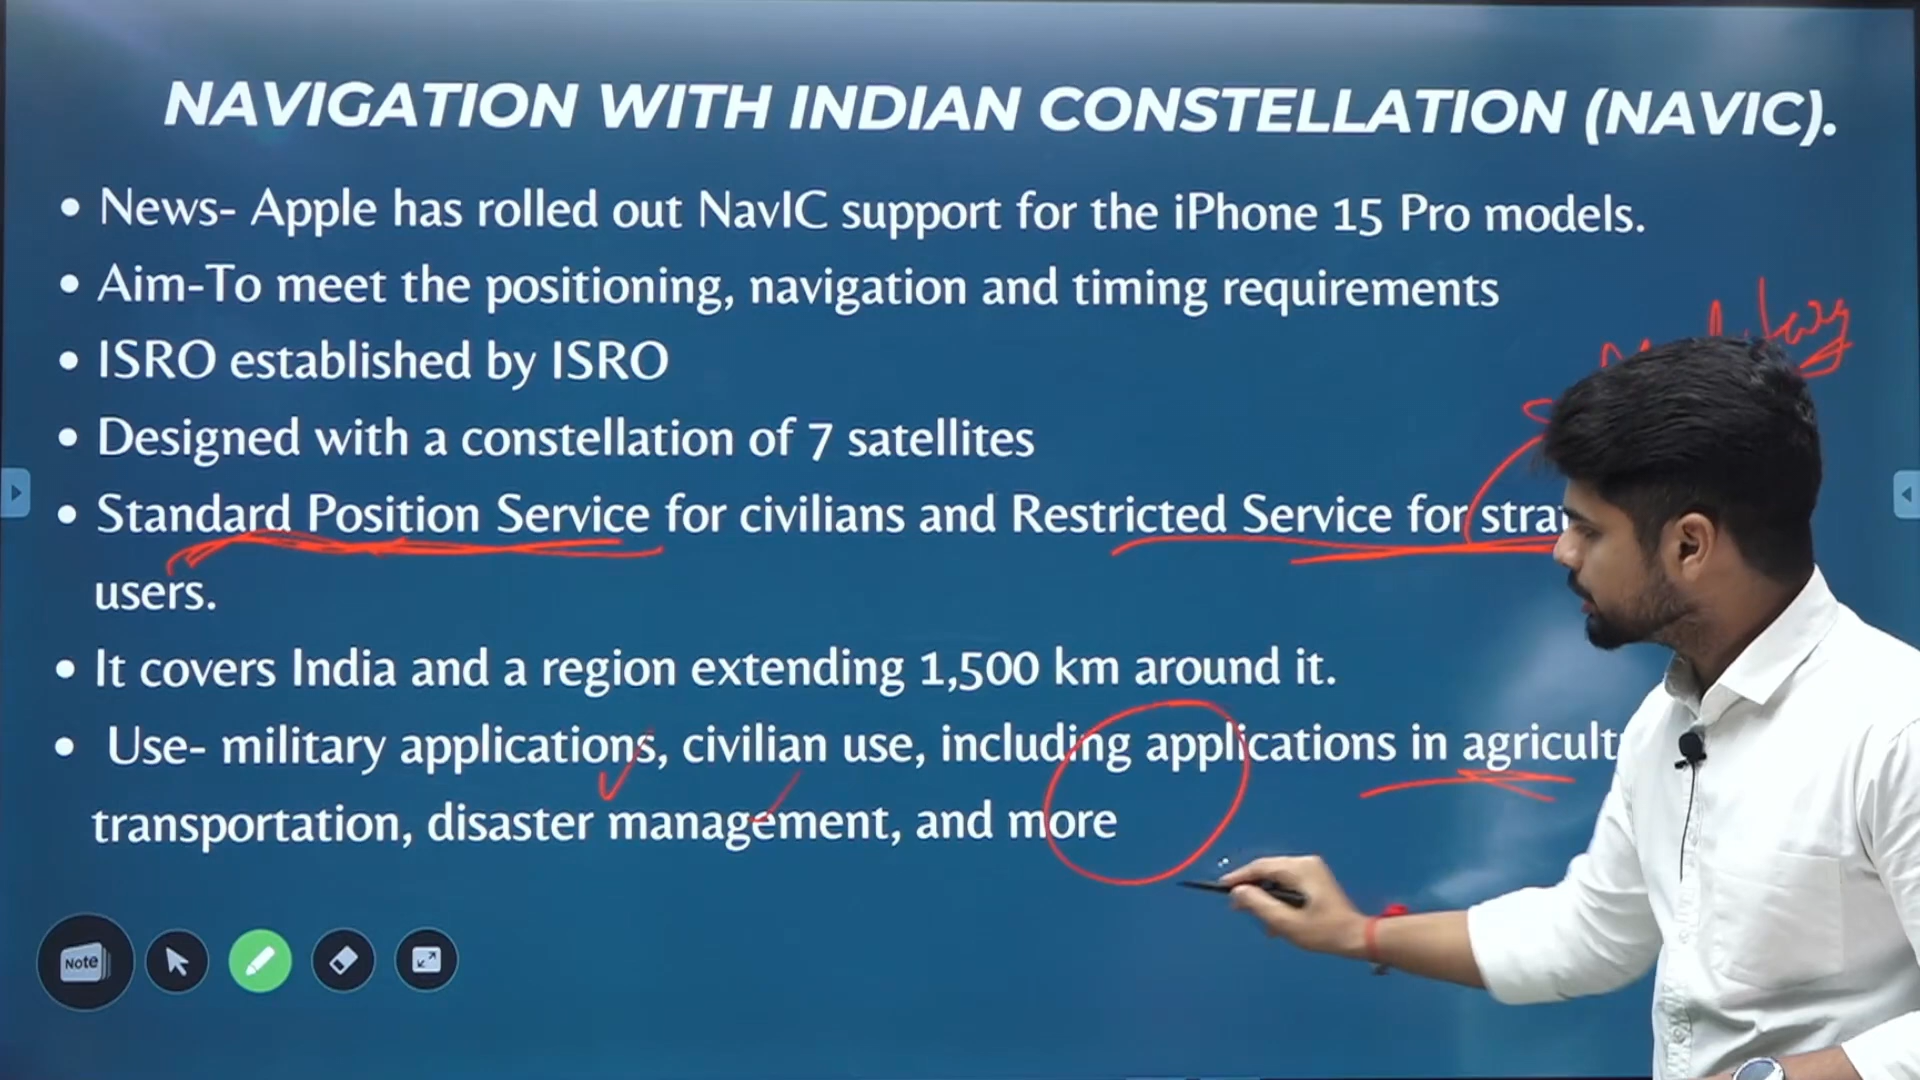 NAVIGATION WITH INDIAN CONSTELLATION (NAVIC).
• News- Apple has rolled out NavIC support for the iPhone 15 Pro models.
• Aim-To meet the positioning, navigation and timing requirements
• ISRO established by ISRO
• Designed with a constellation of 7 satellites
• Standard Position Service for civilians and Restricted Service for
users.
• It covers India and a region extending 1,500 km around it.
• Use- military applications, civilian use, including applications in
transportation, disaster management, and more
Note